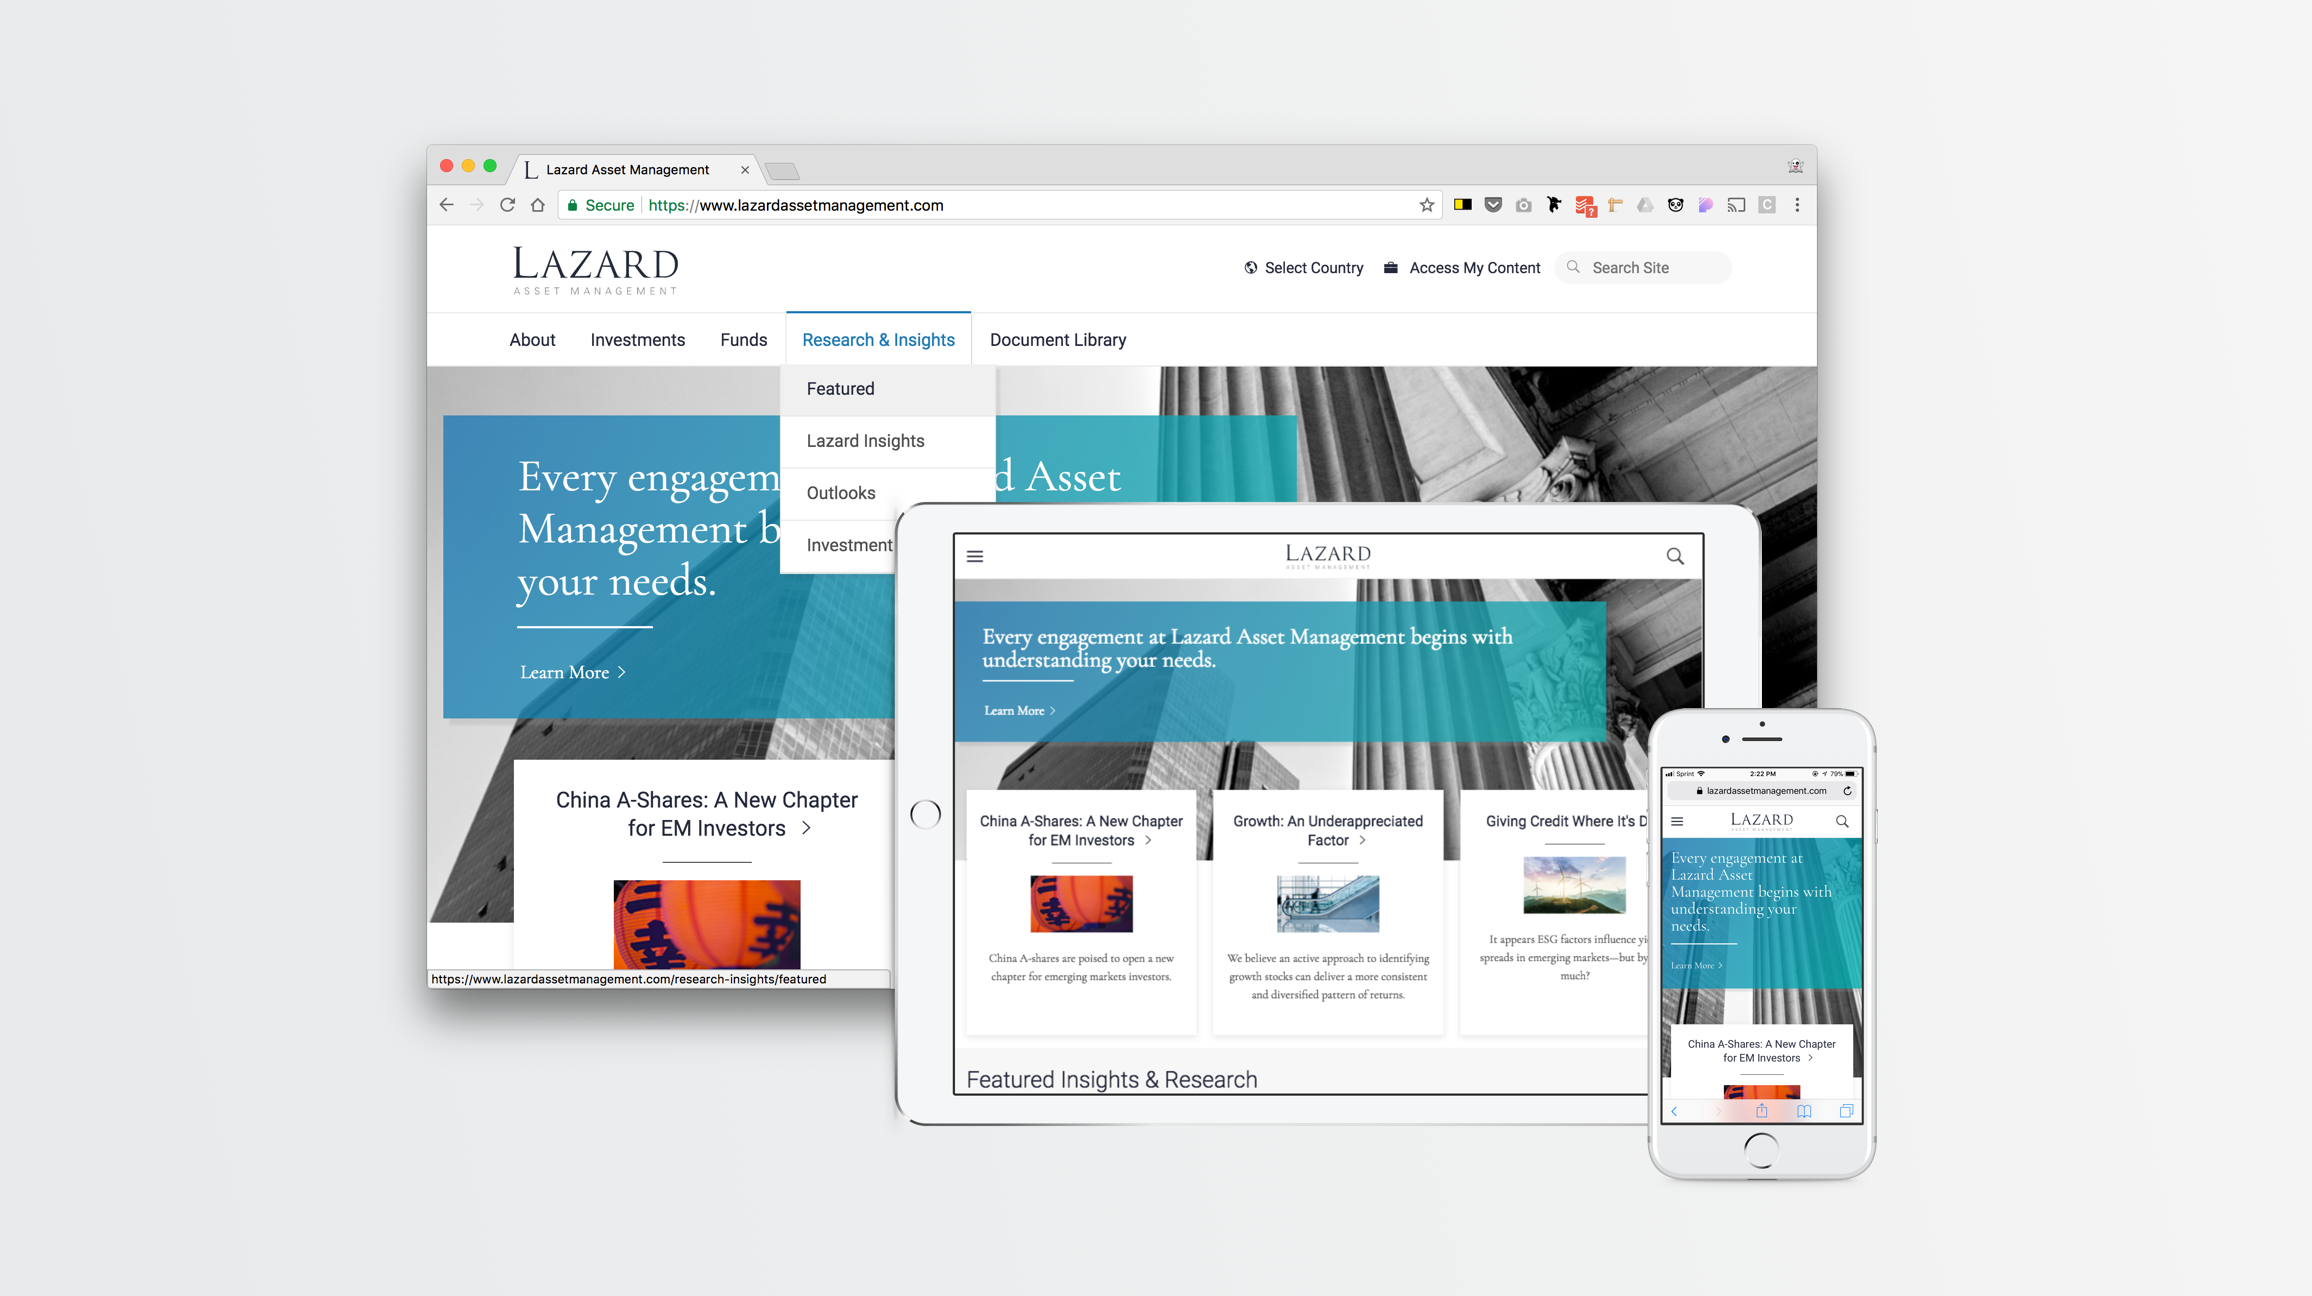 Lazard Asset Management
Secure https://www.lazardassetmanagement.com
LAZARD
ASSET MANAGEMENT
Select Country
Access My Content
Search Site
About
Investments
Funds
Research & Insights
Document Library
Featured
Lazard Insights
Outlooks
Investment
Every engagem d Asset
Management b
your needs.
Learn More
China A-Shares: A New Chapter
for EM Investors
https://www.lazardassetmanagement.com/research-insights/featured
LAZARD
ASSET MANAGEMENT
Every engagement at Lazard Asset Management begins with
understanding your needs.
Learn More
China A-Shares: A New Chapter
for EM Investors
China A-shares are poised to open a new
chapter for emerging markets investors.
Growth: An Underappreciated
Factor
We believe an active approach to identifying
growth stocks can deliver a more consistent
and diversified pattern of returns.
Giving Credit Where It's D
It appears ESG factors influence yi
spreads in emerging markets—but by
much?
Featured Insights & Research
Sprint 2:22 PM 79%
lazardassetmanagement.com
LAZARD
ASSET MANAGEMENT
Every engagement at
Lazard Asset
Management begins with
understanding your
needs.
Learn More
China A-Shares: A New Chapter
for EM Investors